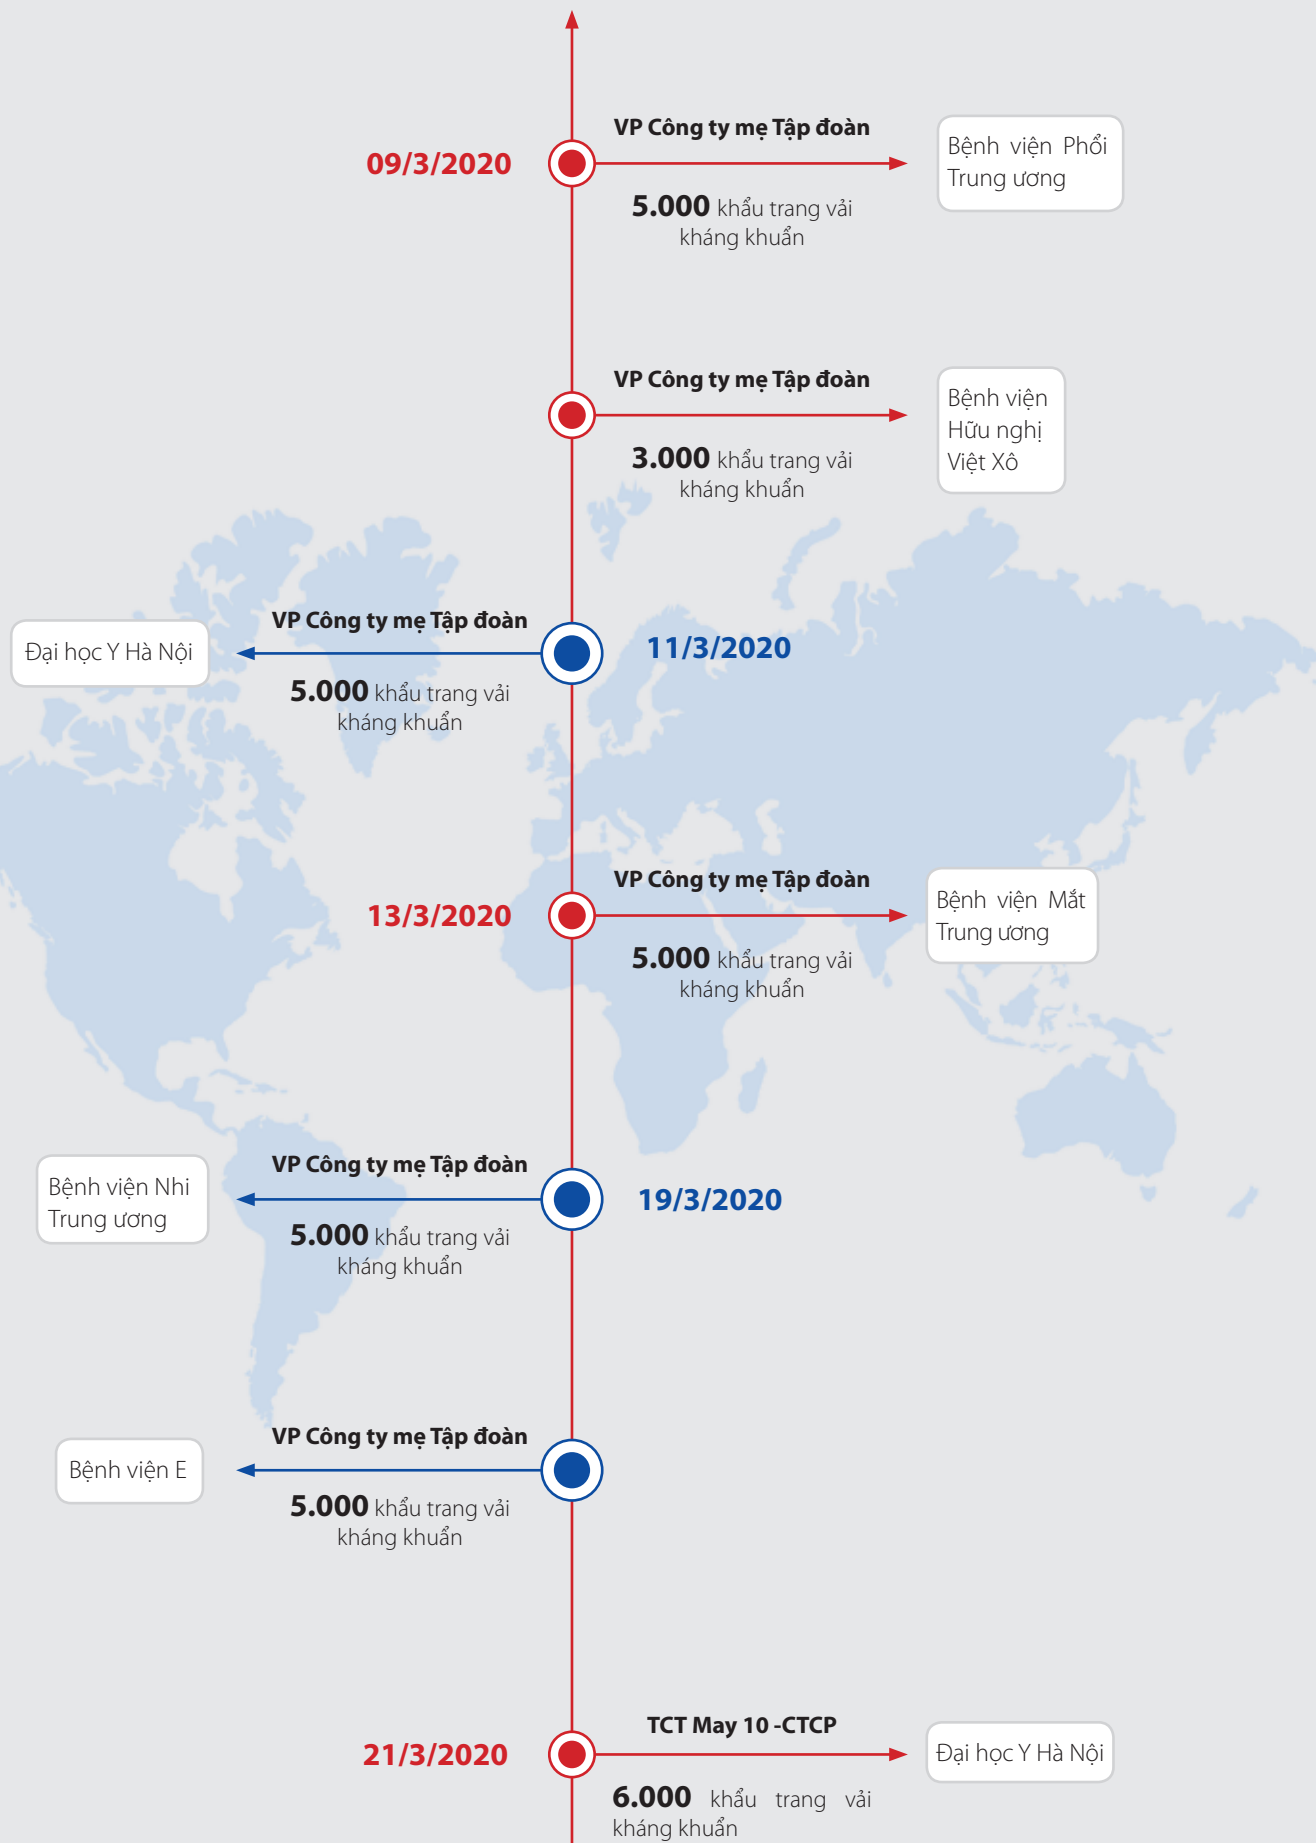 VP Công ty mẹ Tập đoàn
09/3/2020
5.000 khẩu trang vải
kháng khuẩn
Bệnh viện Phổi
Trung ương
VP Công ty mẹ Tập đoàn
3.000 khẩu trang vải
kháng khuẩn
Bệnh viện
Hữu nghị
Việt Xô
VP Công ty mẹ Tập đoàn
11/3/2020
Đại học Y Hà Nội
5.000 khẩu trang vải
kháng khuẩn
VP Công ty mẹ Tập đoàn
13/3/2020
5.000 khẩu trang vải
kháng khuẩn
Bệnh viện Mắt
Trung ương
VP Công ty mẹ Tập đoàn
19/3/2020
Bệnh viện Nhi
Trung ương
5.000 khẩu trang vải
kháng khuẩn
VP Công ty mẹ Tập đoàn
Bệnh viện E
5.000 khẩu trang vải
kháng khuẩn
TCT May 10 -CTCP
21/3/2020
Đại học Y Hà Nội
6.000 khẩu trang vải
kháng khuẩn